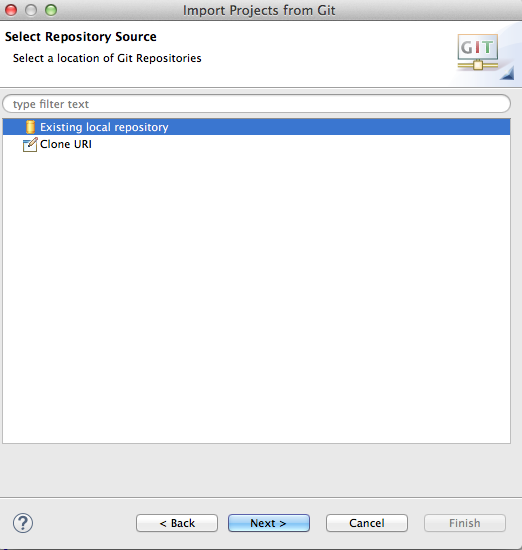 Import Projects from Git
Select Repository Source
Select a location of Git Repositories
GIT
type filter text
Existing local repository
Clone URI
?
< Back
Next >
Cancel
Finish